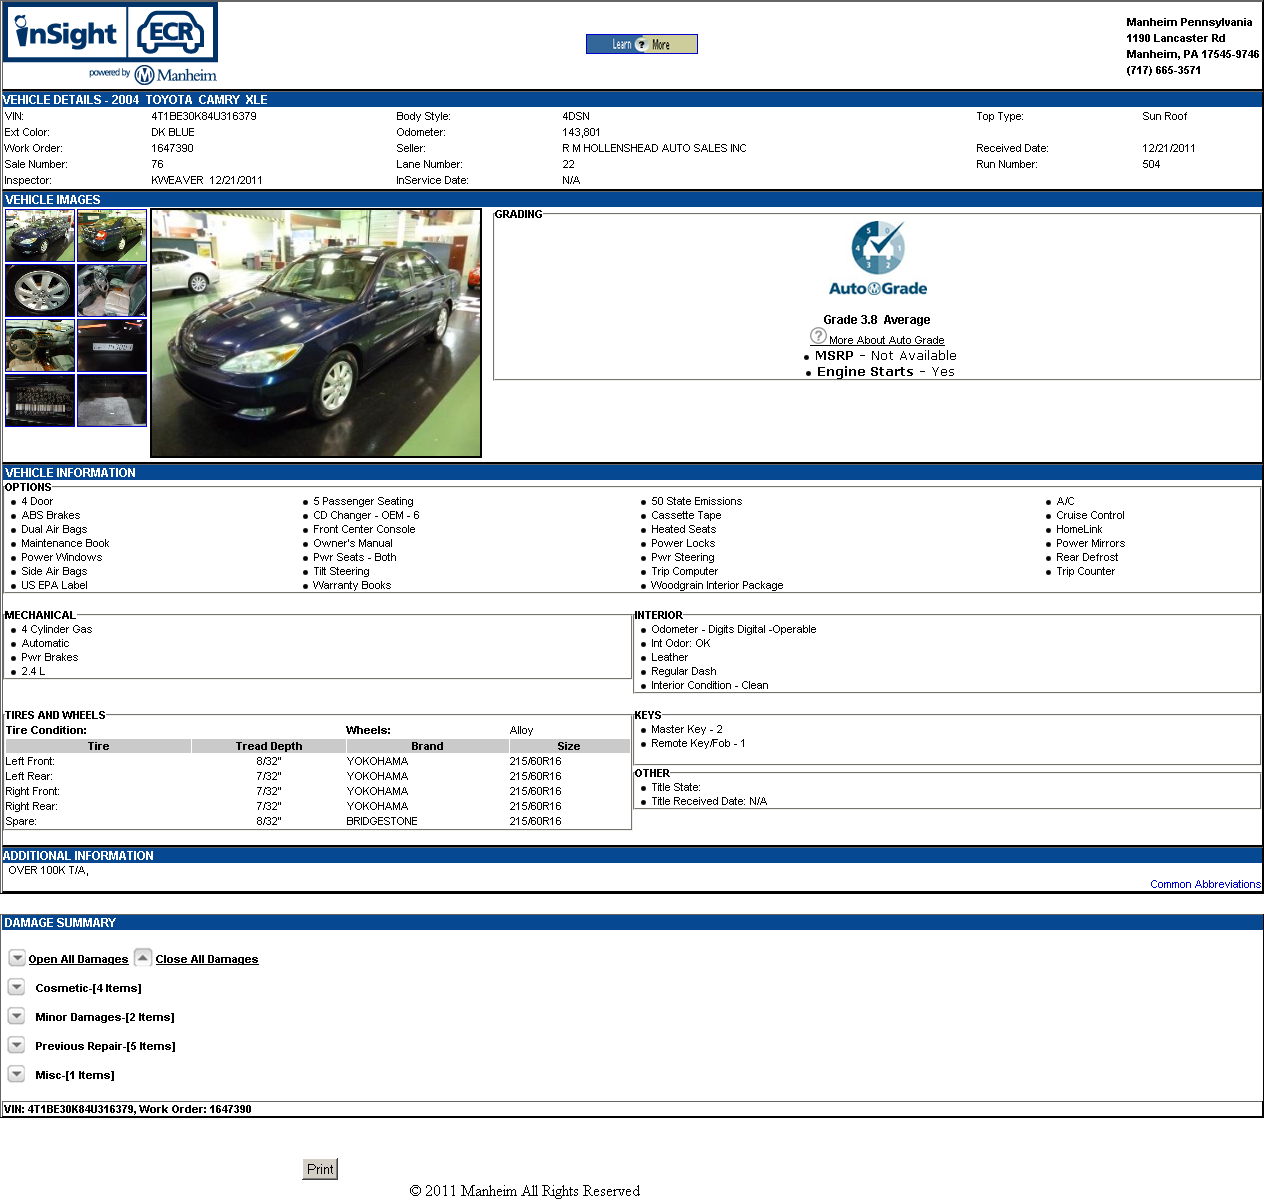 inSight ECR
powered by Manheim
Learn ? More
Manheim Pennsylvania
1190 Lancaster Rd
Manheim, PA 17545-9746
(717) 665-3571
VEHICLE DETAILS - 2004 TOYOTA CAMRY XLE
VIN: 4T1BE30K84U316379 Body Style: 4DSN Top Type: Sun Roof
Ext Color: DK BLUE Odometer: 143,801
Work Order: 1647390 Seller: R M HOLLENSHEAD AUTO SALES INC Received Date: 12/21/2011
Sale Number: 76 Lane Number: 22 Run Number: 504
Inspector: KWEAVER 12/21/2011 InService Date: N/A
VEHICLE IMAGES
GRADING
5 0 4 1 3 2
AutoGrade
Grade 3.8 Average
? More About Auto Grade
• MSRP - Not Available
• Engine Starts - Yes
VEHICLE INFORMATION
OPTIONS
• 4 Door • 5 Passenger Seating • 50 State Emissions • A/C
• ABS Brakes • CD Changer - OEM - 6 • Cassette Tape • Cruise Control
• Dual Air Bags • Front Center Console • Heated Seats • HomeLink
• Maintenance Book • Owner's Manual • Power Locks • Power Mirrors
• Power Windows • Pwr Seats - Both • Pwr Steering • Rear Defrost
• Side Air Bags • Tilt Steering • Trip Computer • Trip Counter
• US EPA Label • Warranty Books • Woodgrain Interior Package
MECHANICAL
• 4 Cylinder Gas
• Automatic
• Pwr Brakes
• 2.4 L
INTERIOR
• Odometer - Digits Digital -Operable
• Int Odor: OK
• Leather
• Regular Dash
• Interior Condition - Clean
TIRES AND WHEELS
Tire Condition: Wheels: Alloy
Tire Tread Depth Brand Size
Left Front: 8/32" YOKOHAMA 215/60R16
Left Rear: 7/32" YOKOHAMA 215/60R16
Right Front: 7/32" YOKOHAMA 215/60R16
Right Rear: 7/32" YOKOHAMA 215/60R16
Spare: 8/32" BRIDGESTONE 215/60R16
KEYS
• Master Key - 2
• Remote Key/Fob - 1
OTHER
• Title State:
• Title Received Date: N/A
ADDITIONAL INFORMATION
OVER 100K T/A,
Common Abbreviations
DAMAGE SUMMARY
Open All Damages Close All Damages
Cosmetic-[4 Items]
Minor Damages-[2 Items]
Previous Repair-[5 Items]
Misc-[1 Items]
VIN: 4T1BE30K84U316379, Work Order: 1647390
Print
© 2011 Manheim All Rights Reserved